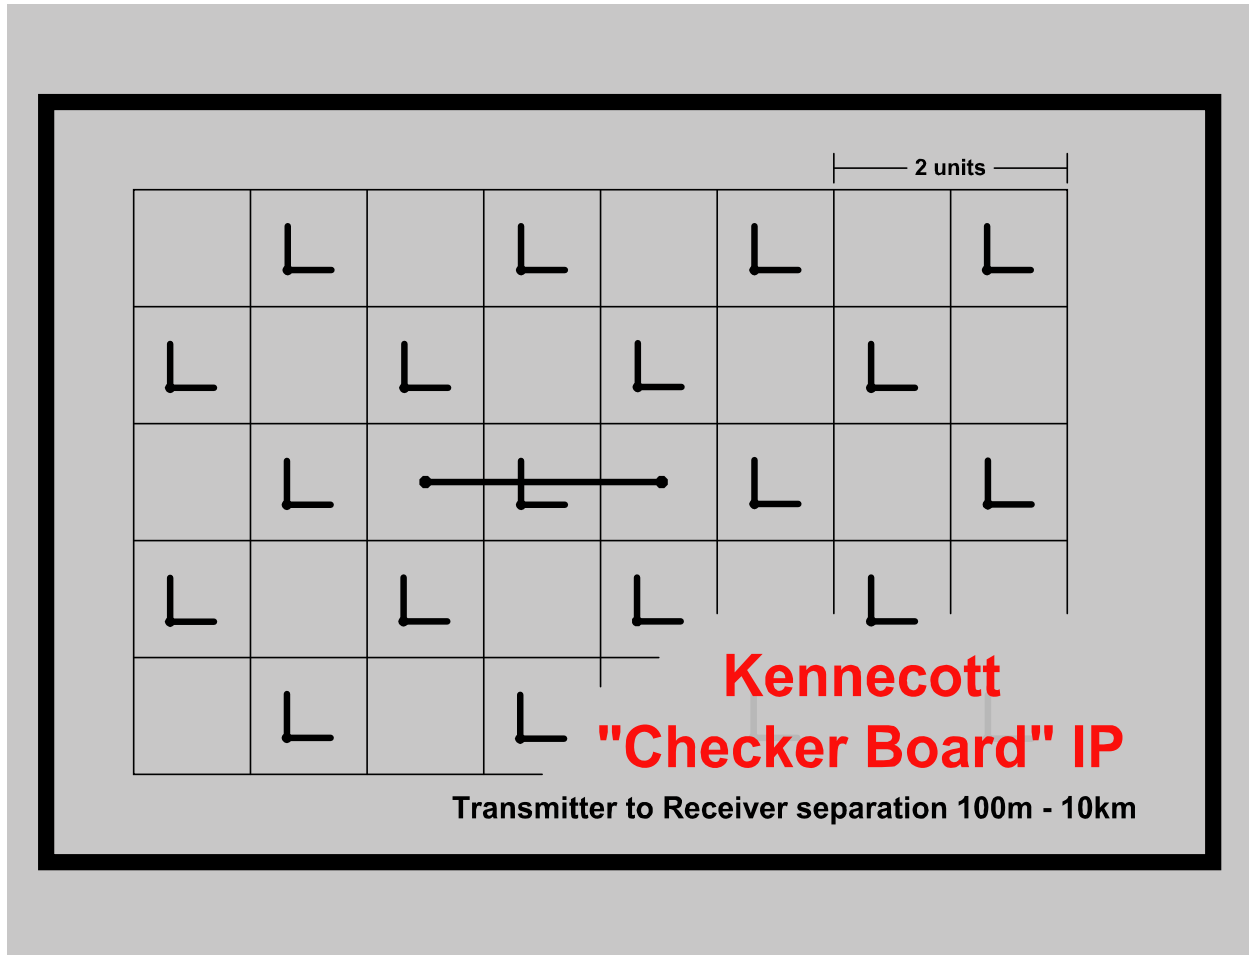 2 units
Kennecott
"Checker Board" IP
Transmitter to Receiver separation 100m - 10km